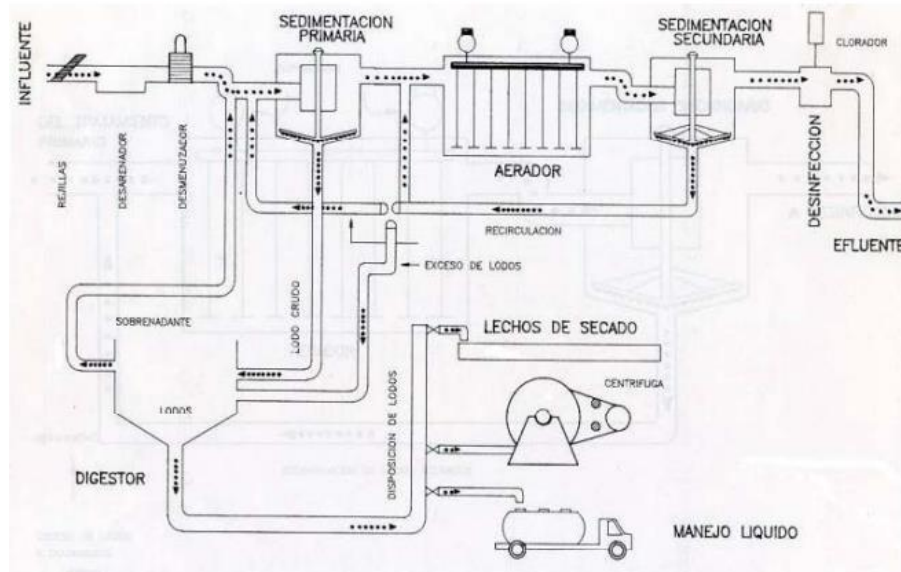 SEDIMENTACION
PRIMARIA
SEDIMENTACION
SECUNDARIA
CLORADOR
INFLUENTE
REJILLAS
DESARENADOR
DESMENUZADOR
AERADOR
DESINFECCION
RECIRCULACION
EFLUENTE
EXCESO DE LODOS
SOBRENADANTE
LODO CRUDO
LECHOS DE SECADO
CENTRIFUGA
LODOS
DISPOSICION DE LODOS
DIGESTOR
MANEJO LIQUIDO